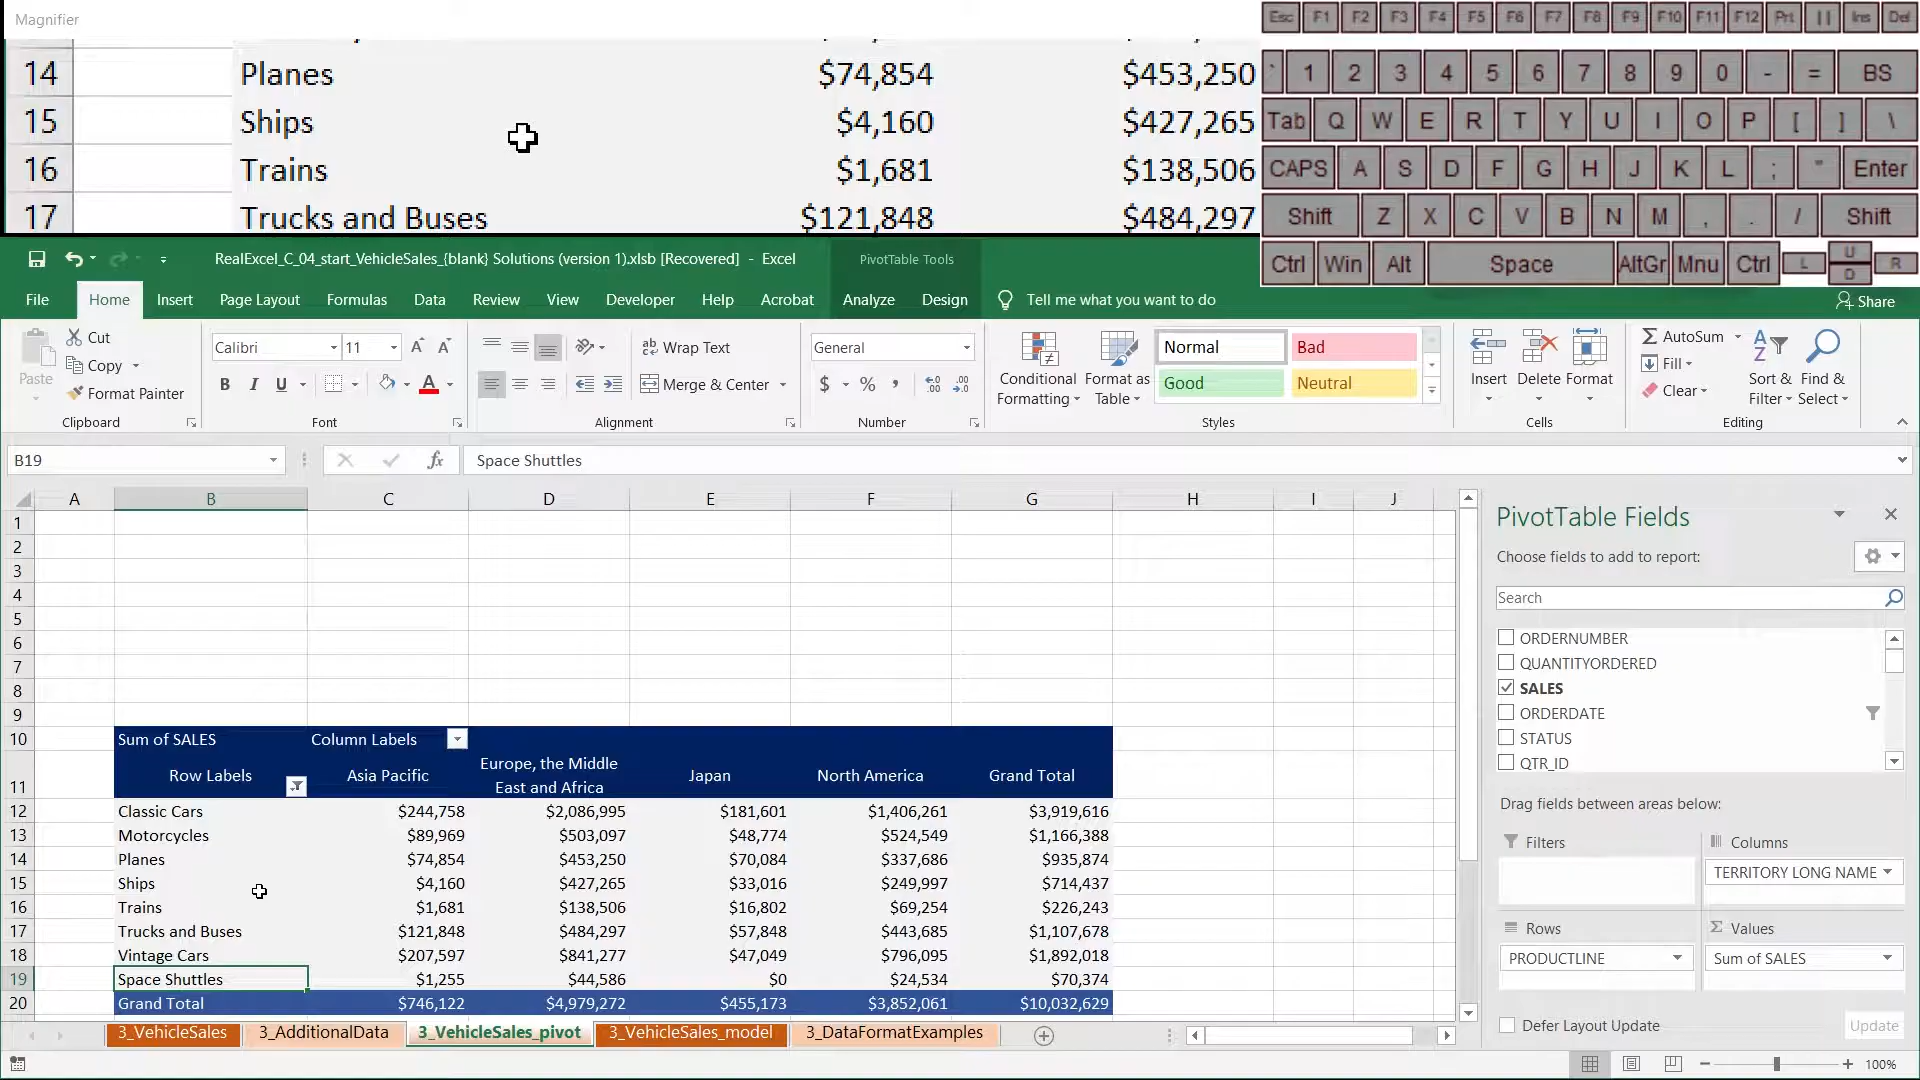 Magnifier
14 Planes $74,854 $453,250
15 Ships $4,160 $427,265
16 Trains $1,681 $138,506
17 Trucks and Buses $121,848 $484,297
Esc F1 F2 F3 F4 F5 F6 F7 F8 F9 F10 F11 F12 Prt || Ins Del
` 1 2 3 4 5 6 7 8 9 0 - = BS
Tab Q W E R T Y U I O P [ ] \
CAPS A S D F G H J K L ; " Enter
Shift Z X C V B N M , . / Shift
Ctrl Win Alt Space AltGr Mnu Ctrl L U D R
RealExcel_C_04_start_VehicleSales_{blank} Solutions (version 1).xlsb [Recovered] - Excel
PivotTable Tools
File Home Insert Page Layout Formulas Data Review View Developer Help Acrobat Analyze Design Tell me what you want to do Share
Paste
Cut
Copy
Format Painter
Clipboard
Calibri 11
B I U
Font
Wrap Text
Merge & Center
Alignment
General
$ % ,
Number
Conditional Formatting
Format as Table
Normal Bad
Good Neutral
Styles
Insert Delete Format
Cells
AutoSum
Fill
Clear
Sort & Filter
Find & Select
Editing
B19 fx Space Shuttles
A B C D E F G H I J
1
2
3
4
5
6
7
8
9
10 Sum of SALES Column Labels
11 Row Labels Asia Pacific Europe, the Middle East and Africa Japan North America Grand Total
12 Classic Cars $244,758 $2,086,995 $181,601 $1,406,261 $3,919,616
13 Motorcycles $89,969 $503,097 $48,774 $524,549 $1,166,388
14 Planes $74,854 $453,250 $70,084 $337,686 $935,874
15 Ships $4,160 $427,265 $33,016 $249,997 $714,437
16 Trains $1,681 $138,506 $16,802 $69,254 $226,243
17 Trucks and Buses $121,848 $484,297 $57,848 $443,685 $1,107,678
18 Vintage Cars $207,597 $841,277 $47,049 $796,095 $1,892,018
19 Space Shuttles $1,255 $44,586 $0 $24,534 $70,374
20 Grand Total $746,122 $4,979,272 $455,173 $3,852,061 $10,032,629
PivotTable Fields
Choose fields to add to report:
Search
ORDERNUMBER
QUANTITYORDERED
SALES
ORDERDATE
STATUS
QTR_ID
Drag fields between areas below:
Filters
Columns
TERRITORY LONG NAME
Rows
PRODUCTLINE
Values
Sum of SALES
Defer Layout Update Update
3_VehicleSales 3_AdditionalData 3_VehicleSales_pivot 3_VehicleSales_model 3_DataFormatExamples
100%